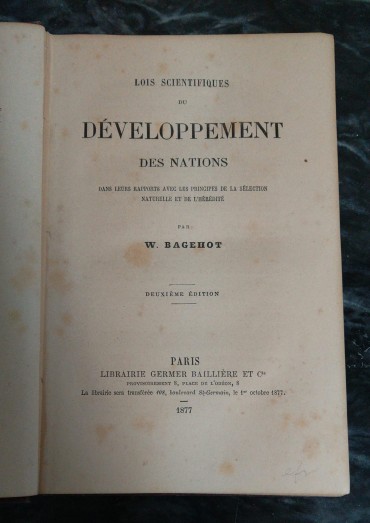 LOIS SCIENTIFIQUES
DU
DÉVELOPPEMENT
DES NATIONS
DANS LEURS RAPPORTS AVEC LES PRINCIPES DE LA SÉLECTION
NATURELLE ET DE L'HÉRÉDITÉ
PAR
W. BAGEHOT
DEUXIÈME ÉDITION
PARIS
LIBRAIRIE GERMER BAILLIÈRE ET Cie
PROVISOIREMENT 8, PLACE DE L'ODÉON, 8
La librairie sera transférée 108, boulevard St-Germain, le 1er octobre 1877.
1877